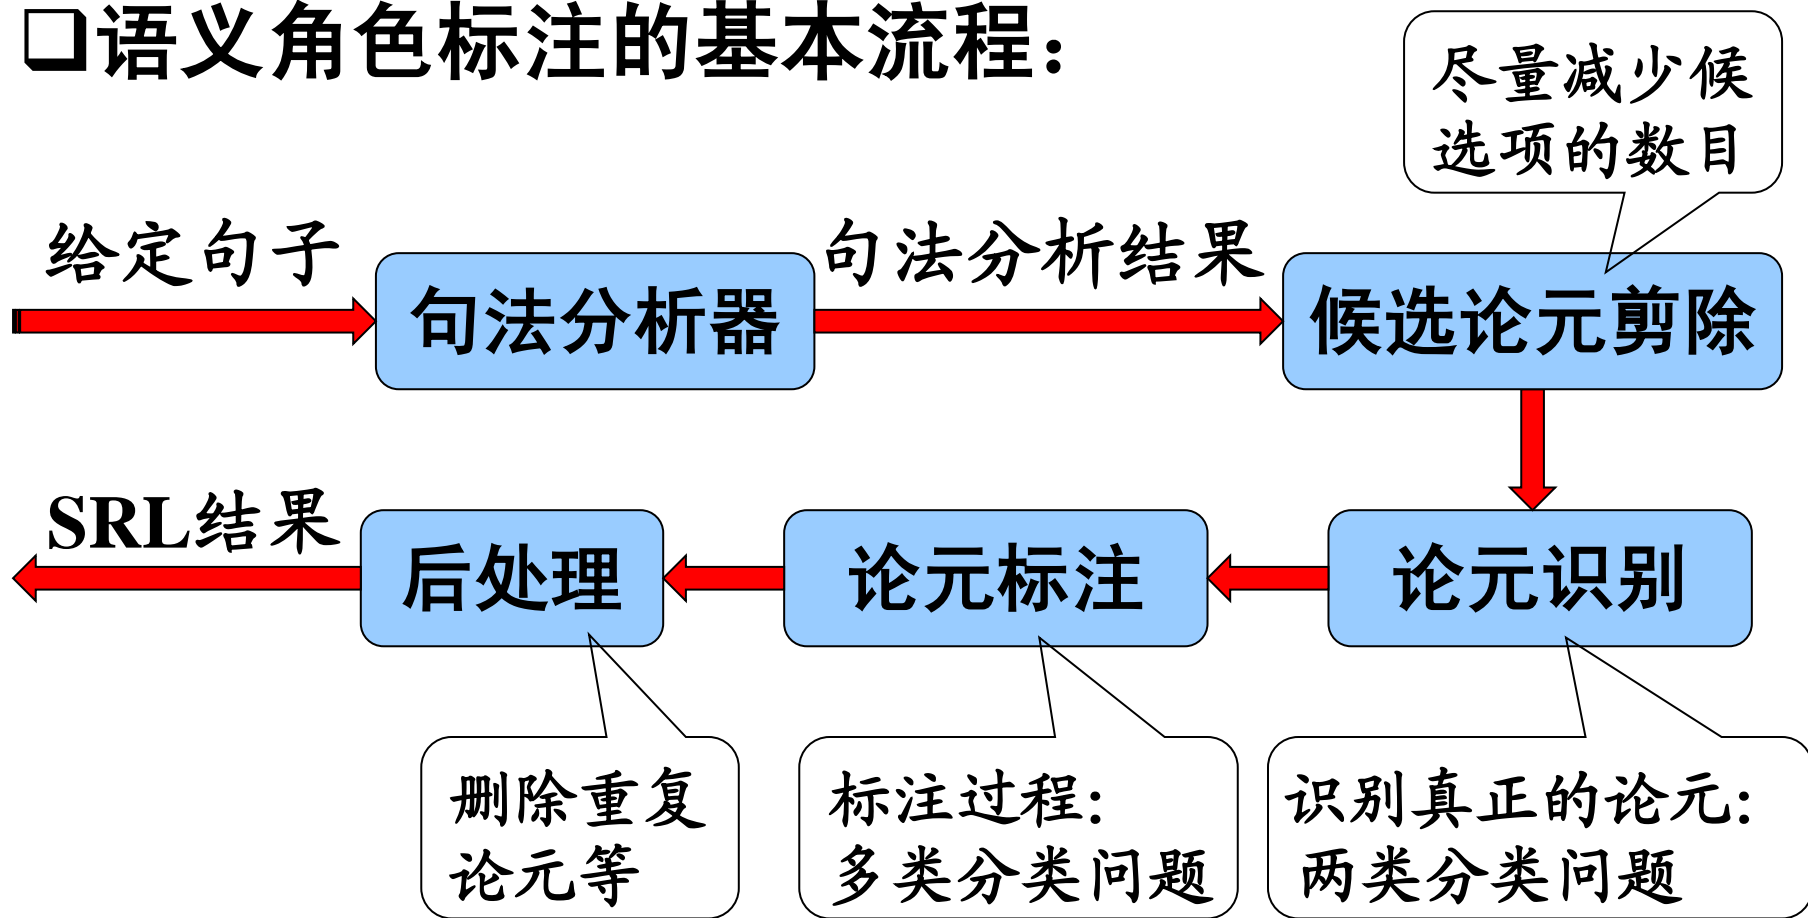 □语义角色标注的基本流程：
尽量减少候
选项的数目
给定句子
句法分析器
句法分析结果
候选论元剪除
SRL结果
后处理
论元标注
论元识别
删除重复
论元等
标注过程:
多类分类问题
识别真正的论元:
两类分类问题